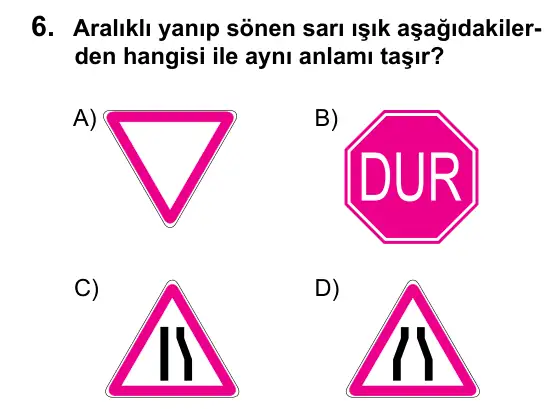 6. Aralıklı yanıp sönen sarı ışık aşağıdakiler-
den hangisi ile aynı anlamı taşır?
A)
B)
DUR
C)
D)